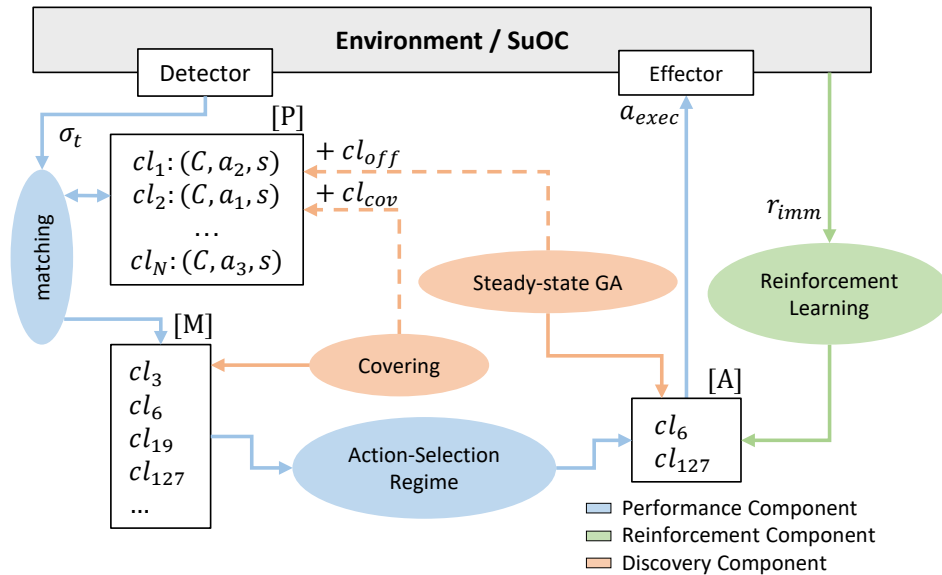 Environment / SuOC
Detector
Effector
σ_t
[P]
a_exec
cl_1: (C, a_2, s)
cl_2: (C, a_1, s)
...
cl_N: (C, a_3, s)
+ cl_off
+ cl_cov
r_imm
matching
Steady-state GA
Reinforcement
Learning
[M]
Covering
cl_3
cl_6
cl_19
cl_127
...
Action-Selection
Regime
[A]
cl_6
cl_127
Performance Component
Reinforcement Component
Discovery Component